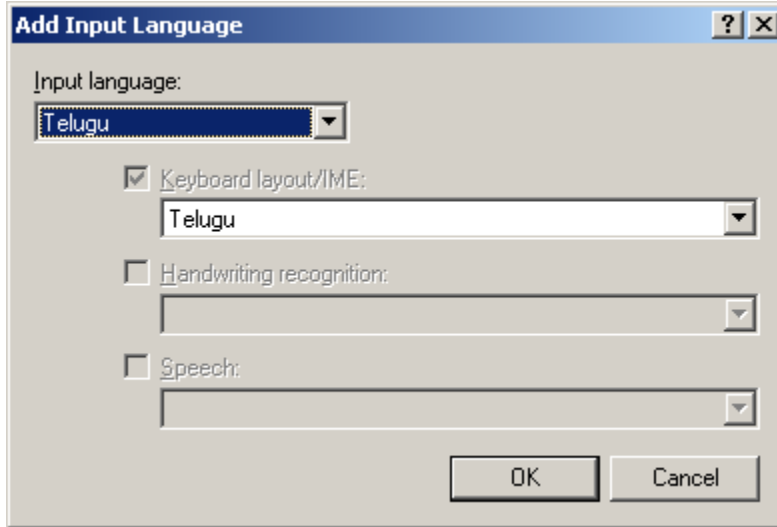 Add Input Language
Input language:
Telugu
Keyboard layout/IME:
Telugu
Handwriting recognition:
Speech:
OK Cancel